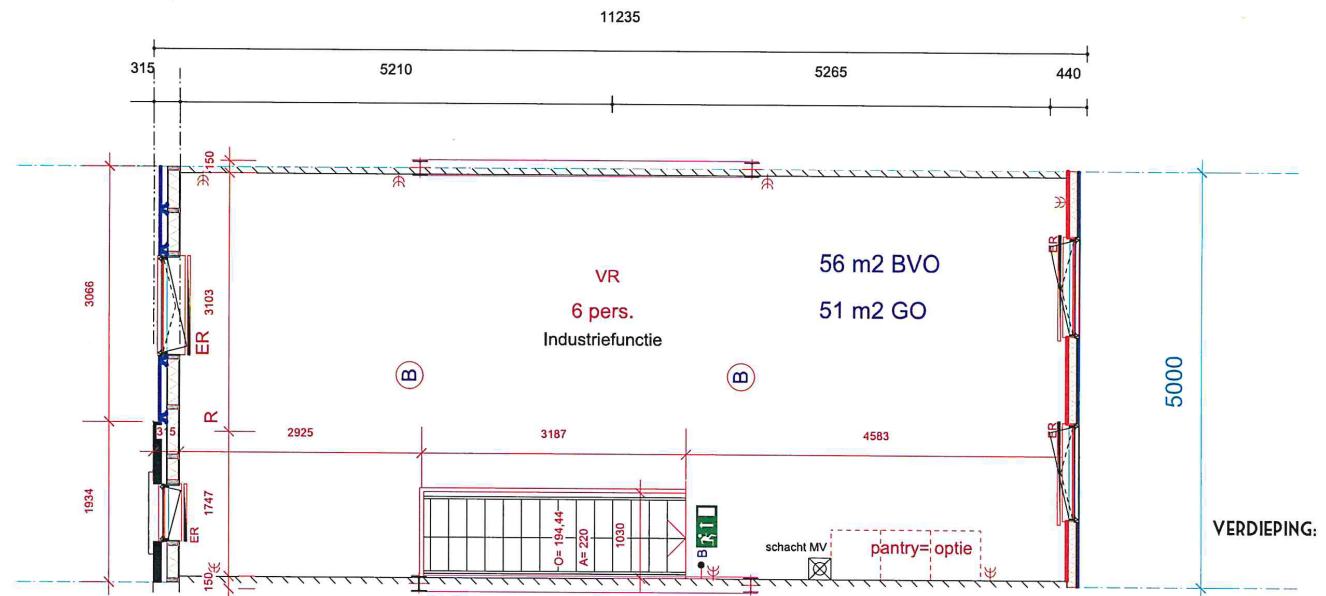 11235
315
5210
5265
440
150
3066
3103
ER
R
315
1934
1747
ER
150
VR
6 pers.
Industriefunctie
56 m2 BVO
51 m2 GO
B
B
2925
3187
4583
O= 194,44
A= 220
1030
B
schacht MV
pantry= optie
ER
ER
5000
VERDIEPING: